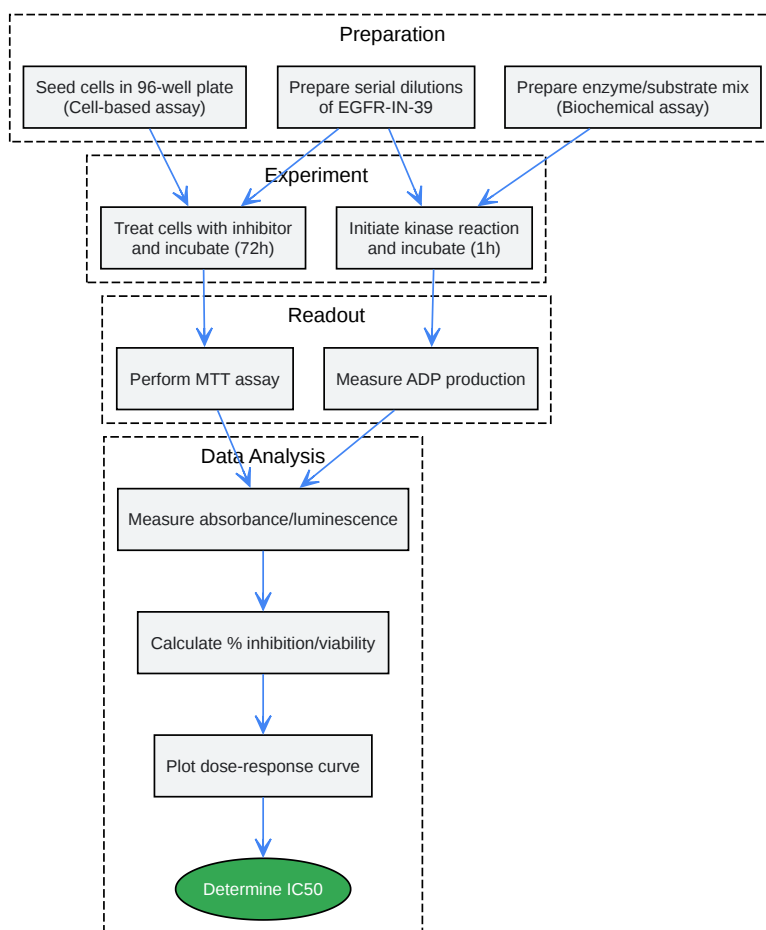 Preparation
Seed cells in 96-well plate
(Cell-based assay)
Prepare serial dilutions
of EGFR-IN-39
Prepare enzyme/substrate mix
(Biochemical assay)
Experiment
Treat cells with inhibitor
and incubate (72h)
Initiate kinase reaction
and incubate (1h)
Readout
Perform MTT assay
Measure ADP production
Data Analysis
Measure absorbance/luminescence
Calculate % inhibition/viability
Plot dose-response curve
Determine IC50